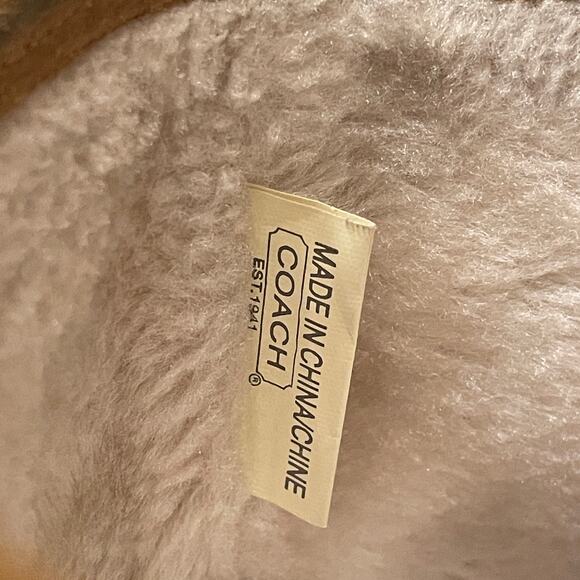 MADE IN CHINA/CHINE
COACH
®
EST. 1941